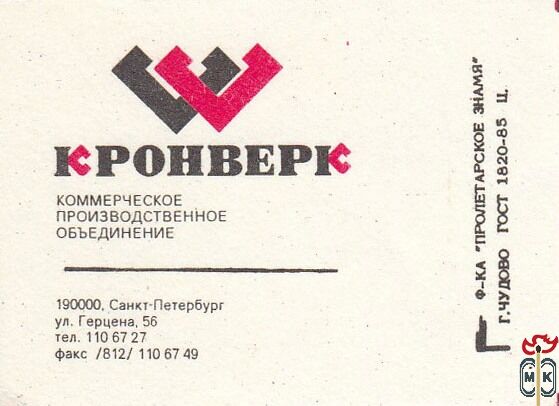 КРОНВЕРК
КОММЕРЧЕСКОЕ
ПРОИЗВОДСТВЕННОЕ
ОБЪЕДИНЕНИЕ
190000, Санкт-Петербург
ул. Герцена, 56
тел. 110 67 27
факс /812/ 110 67 49
Ф-КА "ПРОЛЕТАРСКОЕ ЗНАМЯ"
Г. ЧУДОВО ГОСТ 1820-85 Ц.
МК